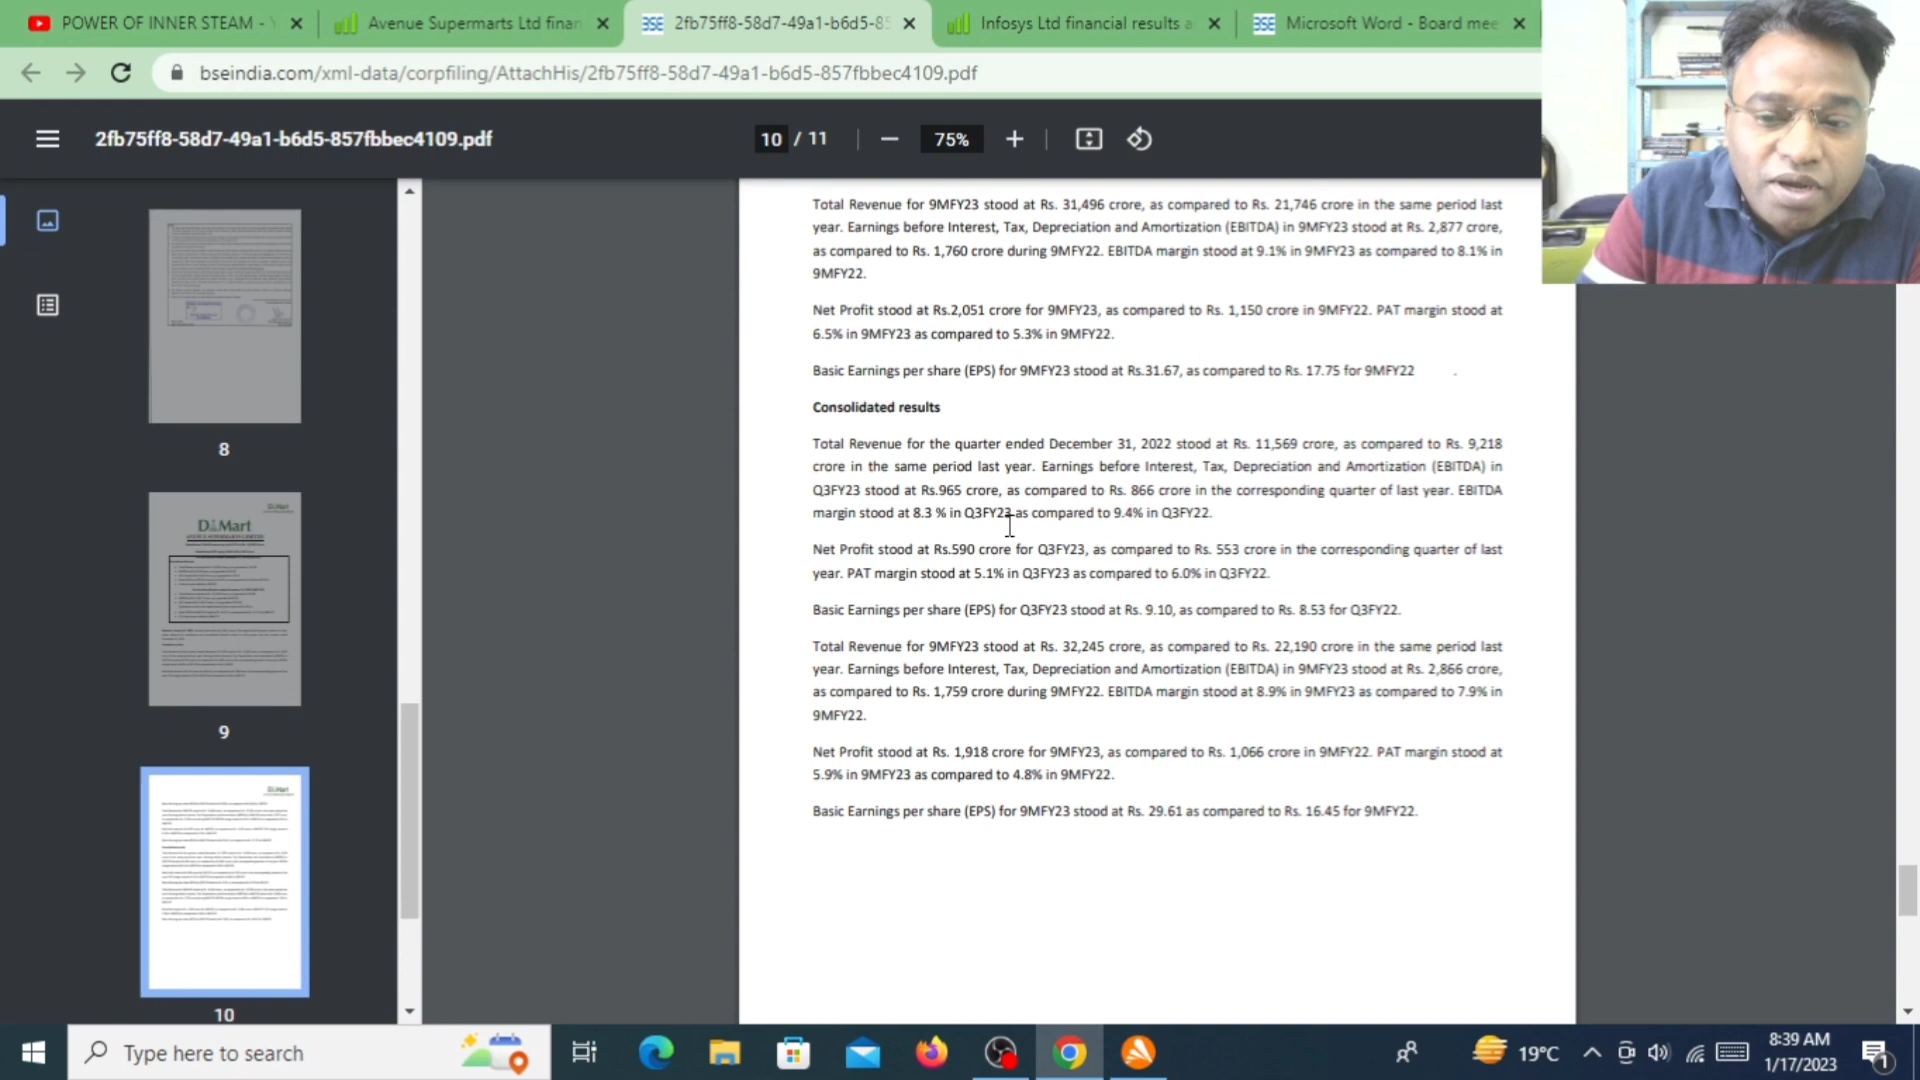 POWER OF INNER STEAM - Y
Avenue Supermarts Ltd finan
2fb75ff8-58d7-49a1-b6d5-85
Infosys Ltd financial results a
Microsoft Word - Board mee
bseindia.com/xml-data/corpfiling/AttachHis/2fb75ff8-58d7-49a1-b6d5-857fbbec4109.pdf
2fb75ff8-58d7-49a1-b6d5-857fbbec4109.pdf
10 / 11
75%
Total Revenue for 9MFY23 stood at Rs. 31,496 crore, as compared to Rs. 21,746 crore in the same period last
year. Earnings before Interest, Tax, Depreciation and Amortization (EBITDA) in 9MFY23 stood at Rs. 2,877 crore,
as compared to Rs. 1,760 crore during 9MFY22. EBITDA margin stood at 9.1% in 9MFY23 as compared to 8.1% in
9MFY22.
Net Profit stood at Rs.2,051 crore for 9MFY23, as compared to Rs. 1,150 crore in 9MFY22. PAT margin stood at
6.5% in 9MFY23 as compared to 5.3% in 9MFY22.
Basic Earnings per share (EPS) for 9MFY23 stood at Rs.31.67, as compared to Rs. 17.75 for 9MFY22 .
Consolidated results
Total Revenue for the quarter ended December 31, 2022 stood at Rs. 11,569 crore, as compared to Rs. 9,218
crore in the same period last year. Earnings before Interest, Tax, Depreciation and Amortization (EBITDA) in
Q3FY23 stood at Rs.965 crore, as compared to Rs. 866 crore in the corresponding quarter of last year. EBITDA
margin stood at 8.3 % in Q3FY23 as compared to 9.4% in Q3FY22.
Net Profit stood at Rs.590 crore for Q3FY23, as compared to Rs. 553 crore in the corresponding quarter of last
year. PAT margin stood at 5.1% in Q3FY23 as compared to 6.0% in Q3FY22.
Basic Earnings per share (EPS) for Q3FY23 stood at Rs. 9.10, as compared to Rs. 8.53 for Q3FY22.
Total Revenue for 9MFY23 stood at Rs. 32,245 crore, as compared to Rs. 22,190 crore in the same period last
year. Earnings before Interest, Tax, Depreciation and Amortization (EBITDA) in 9MFY23 stood at Rs. 2,866 crore,
as compared to Rs. 1,759 crore during 9MFY22. EBITDA margin stood at 8.9% in 9MFY23 as compared to 7.9% in
9MFY22.
Net Profit stood at Rs. 1,918 crore for 9MFY23, as compared to Rs. 1,066 crore in 9MFY22. PAT margin stood at
5.9% in 9MFY23 as compared to 4.8% in 9MFY22.
Basic Earnings per share (EPS) for 9MFY23 stood at Rs. 29.61 as compared to Rs. 16.45 for 9MFY22.
8
DMart
9
10
Type here to search
19°C
8:39 AM
1/17/2023
1